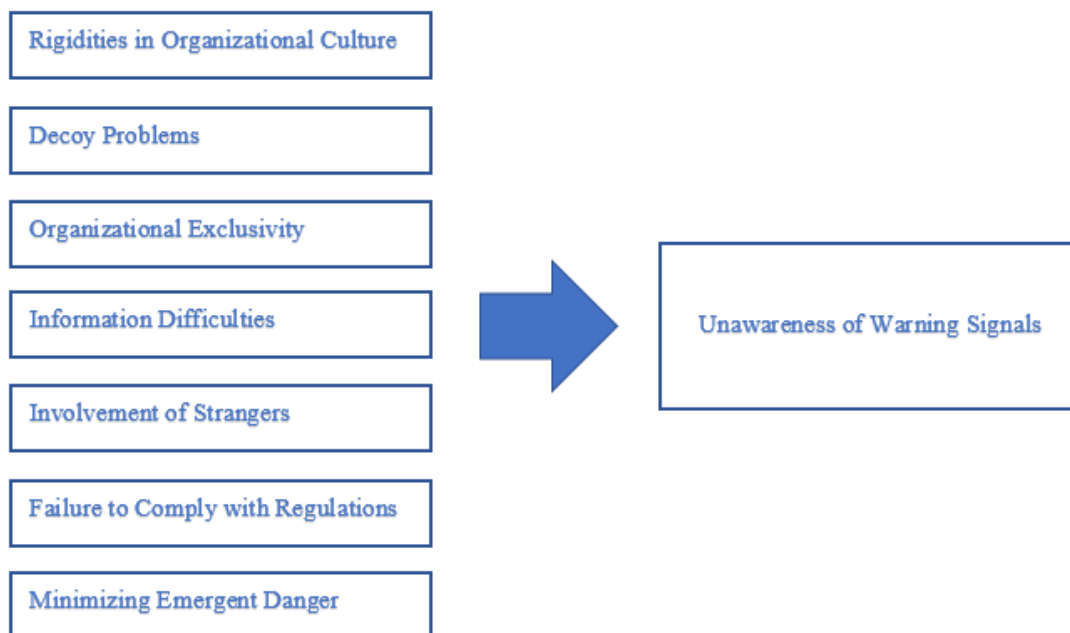 Rigidities in Organizational Culture
Decoy Problems
Organizational Exclusivity
Information Difficulties
Involvement of Strangers
Failure to Comply with Regulations
Minimizing Emergent Danger
Unawareness of Warning Signals